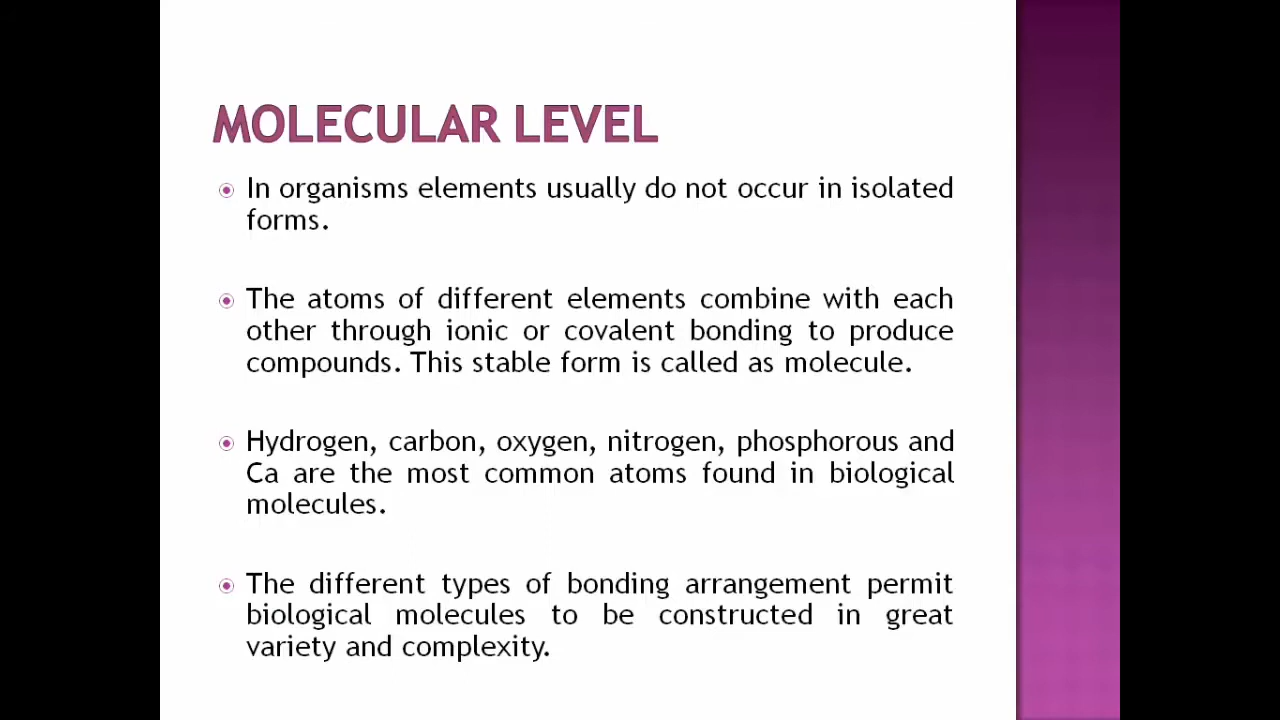 MOLECULAR LEVEL
In organisms elements usually do not occur in isolated
forms.
The atoms of different elements combine with each
other through ionic or covalent bonding to produce
compounds. This stable form is called as molecule.
Hydrogen, carbon, oxygen, nitrogen, phosphorous and
Ca are the most common atoms found in biological
molecules.
The different types of bonding arrangement permit
biological molecules to be constructed in great
variety and complexity.